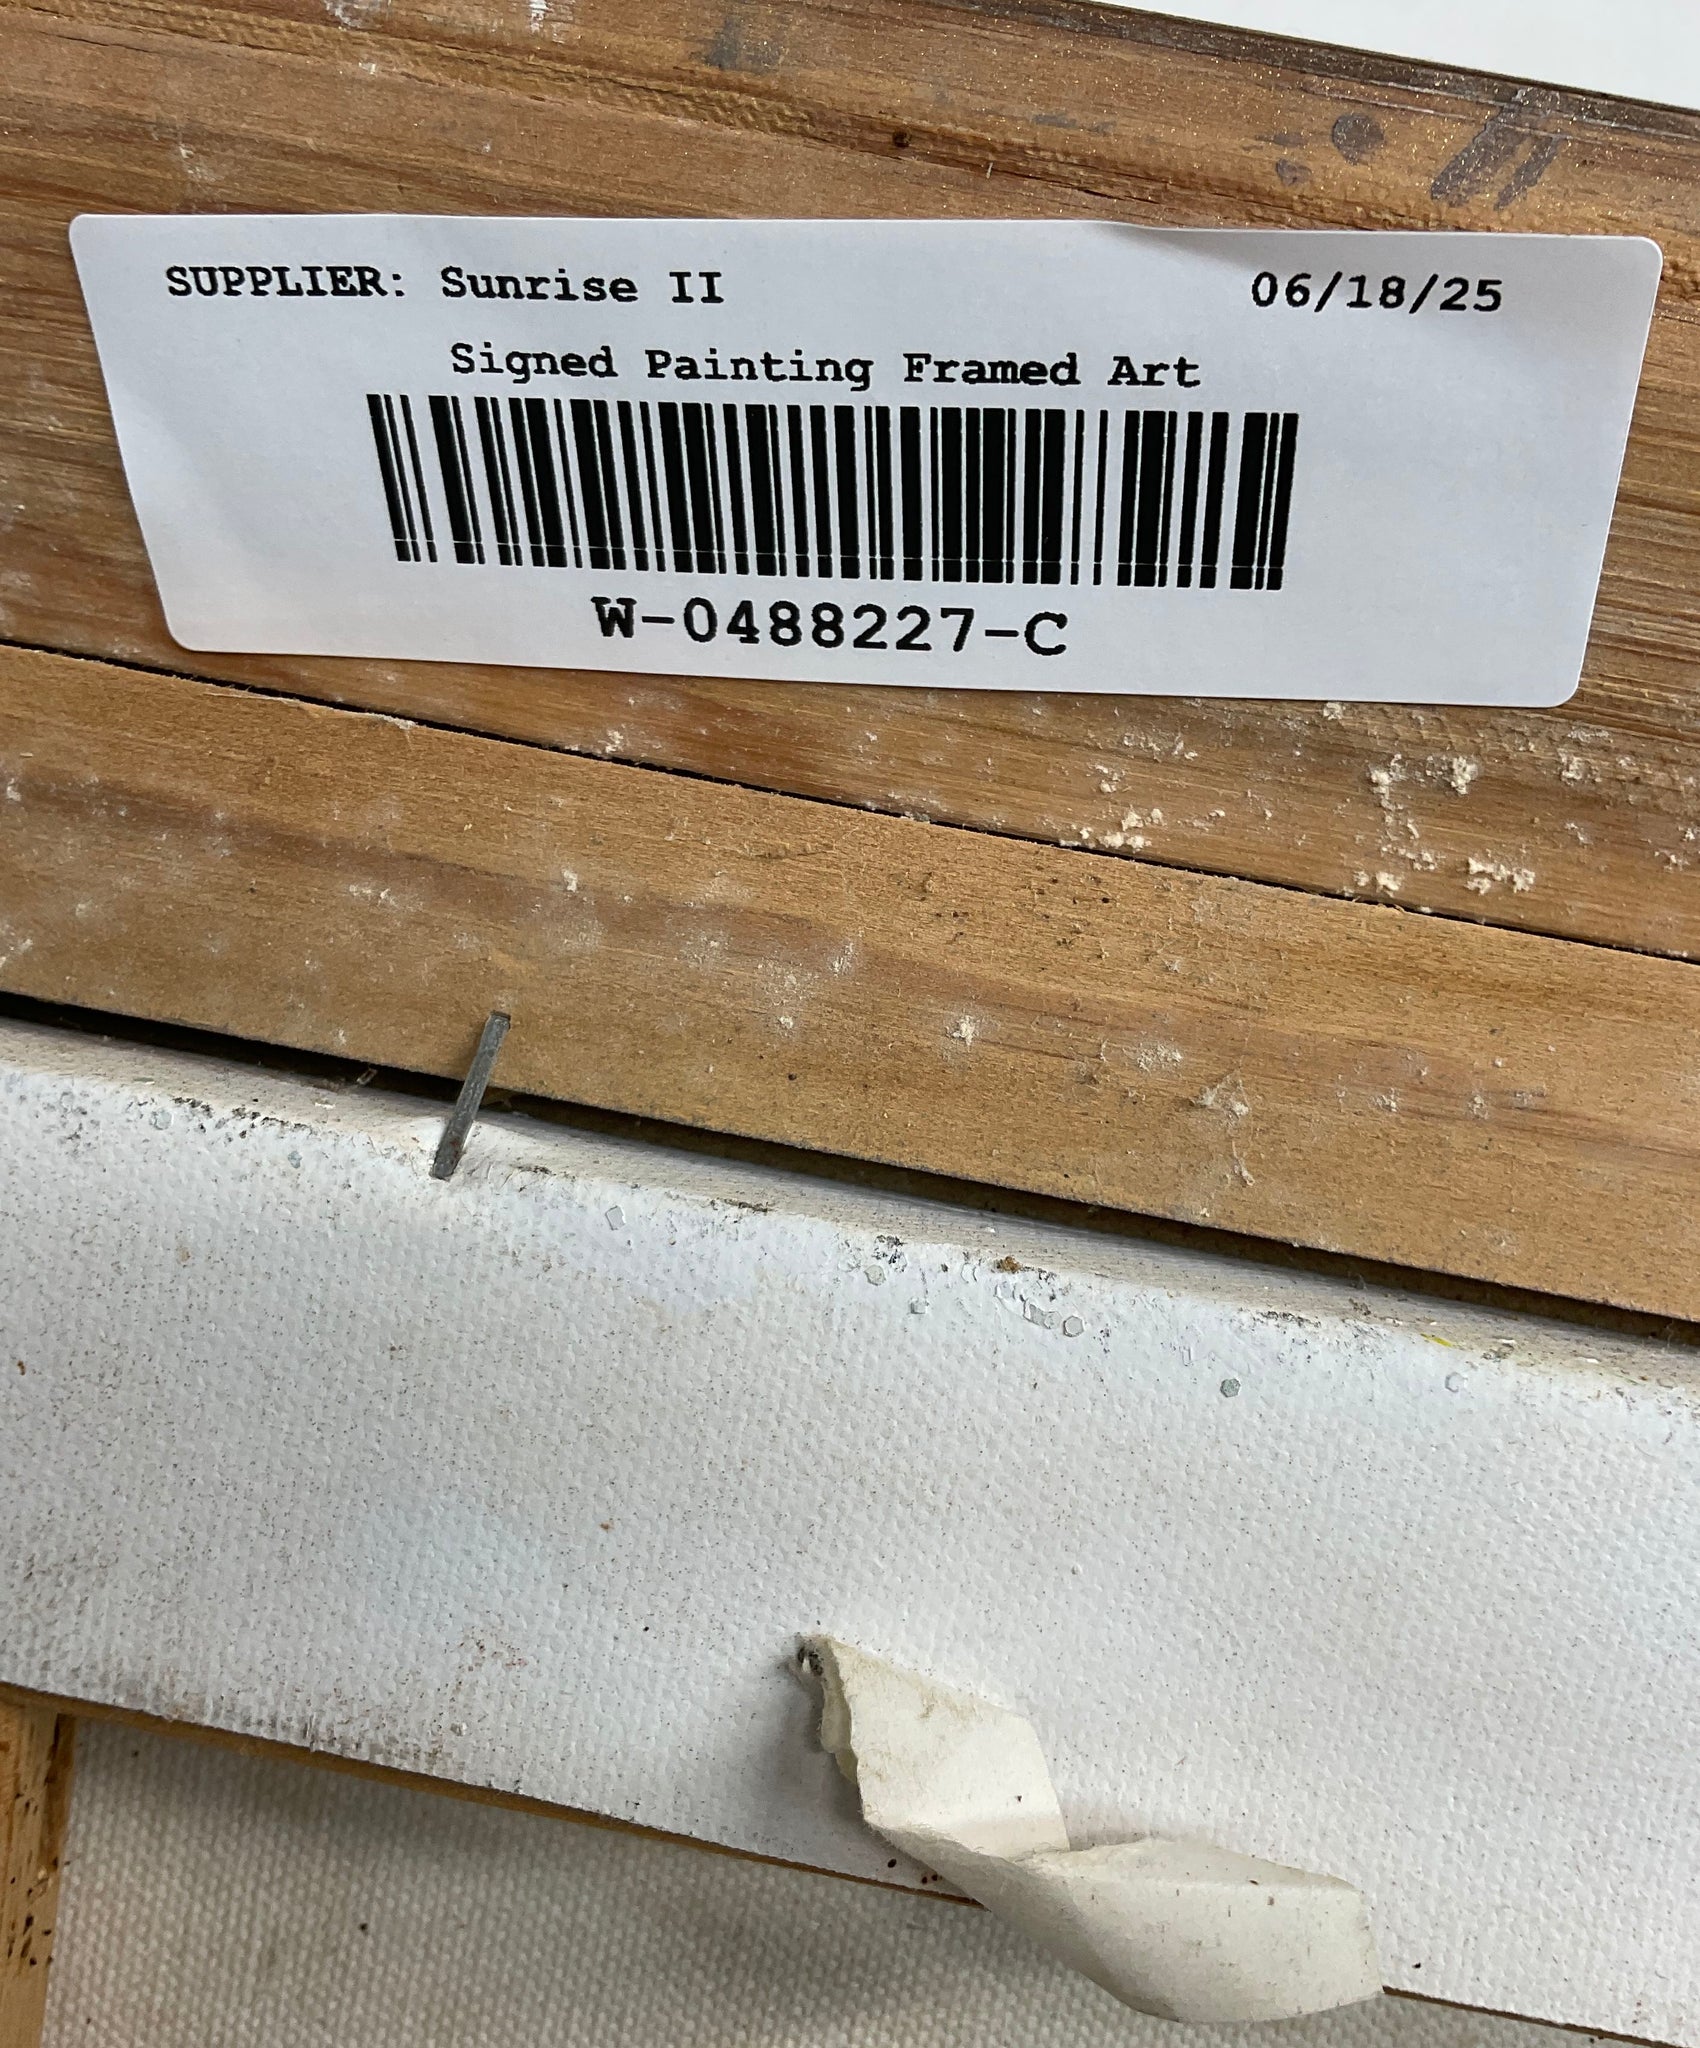 SUPPLIER: Sunrise II 06/18/25
Signed Painting Framed Art
W-0488227-C